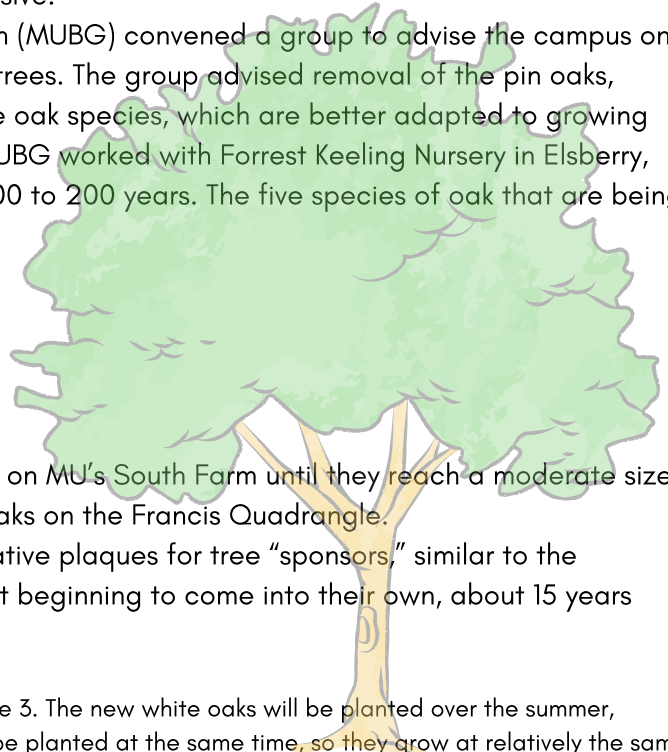 n (MUBG) convened a group to advise the campus on
trees. The group advised removal of the pin oaks,
e oak species, which are better adapted to growing
UBG worked with Forrest Keeling Nursery in Elsberry,
00 to 200 years. The five species of oak that are being
on MU's South Farm until they reach a moderate size
aks on the Francis Quadrangle.
ative plaques for tree “sponsors,” similar to the
t beginning to come into their own, about 15 years
e 3. The new white oaks will be planted over the summer,
be planted at the same time, so they grow at relatively the sam